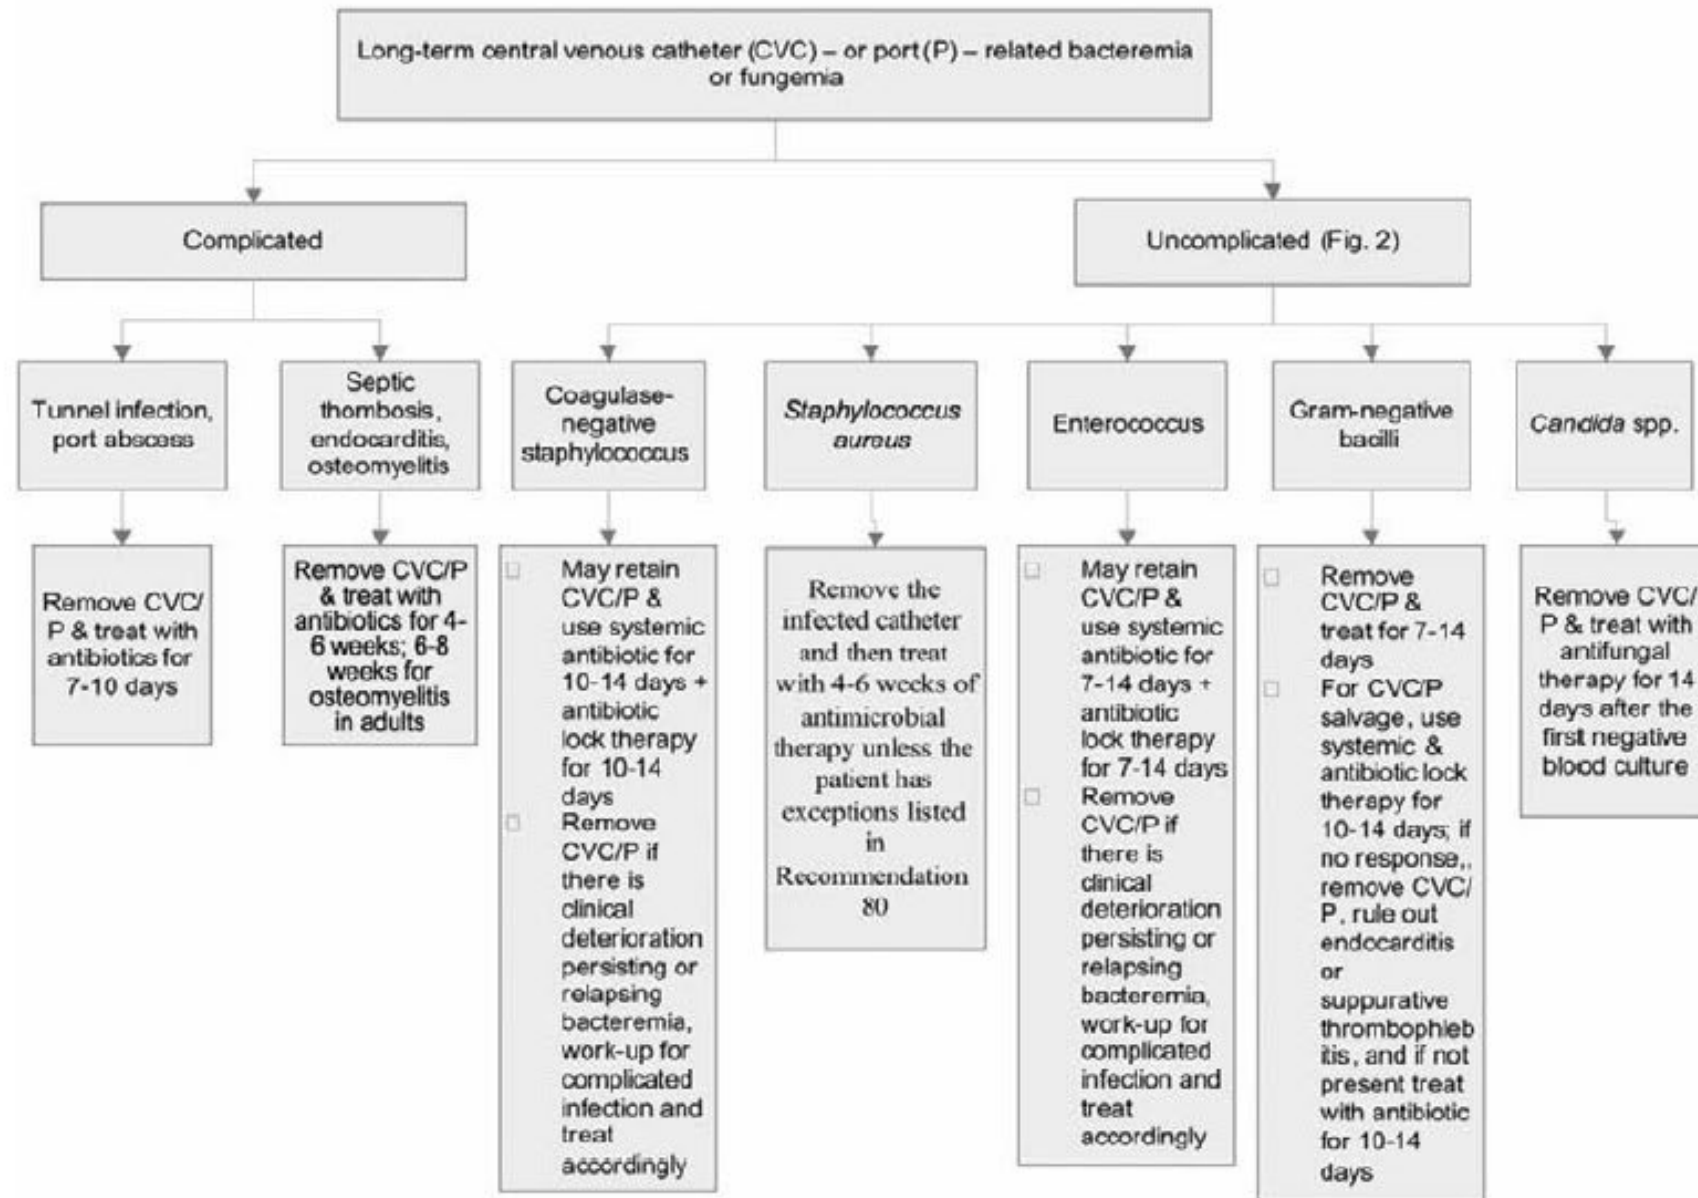 Long-term central venous catheter (CVC) – or port (P) – related bacteremia
or fungemia
Complicated
Uncomplicated (Fig. 2)
Tunnel infection,
port abscess
Septic
thombosis,
endocarditis,
osteomyelitis
Coagulase-
negative
staphylococcus
Staphylococcus
aureus
Enterococcus
Gram-negative
bacilli
Candida spp.
Remove CVC/
P & treat with
antibiotics for
7-10 days
Remove CVC/P
& treat with
antibiotics for 4-
6 weeks; 6-8
weeks for
osteomyelitis
in adults
May retain
CVC/P &
use systemic
antibiotic for
10-14 days +
antibiotic
lock therapy
for 10-14
days
Remove
CVC/P if
there is
clinical
deterioration
persisting or
relapsing
bacteremia,
work-up for
complicated
infection and
treat
accordingly
Remove the
infected catheter
and then treat
with 4-6 weeks of
antimicrobial
therapy unless the
patient has
exceptions listed
in
Recommendation
80
May retain
CVC/P &
use systemic
antibiotic for
7-14 days +
antibiotic
lock therapy
for 7-14 days
Remove
CVC/P if
there is
clinical
deterioration
persisting or
relapsing
bacteremia,
work-up for
complicated
infection and
treat
accordingly
Remove
CVC/P &
treat for 7-14
days
For CVC/P
salvage, use
systemic &
antibiotic lock
therapy for
10-14 days; if
no response,,
remove CVC/
P, rule out
endocarditis
or
suppurative
thrombophleb
itis, and if not
present treat
with antibiotic
for 10-14
days
Remove CVC/
P & treat with
antifungal
therapy for 14
days after the
first negative
blood culture